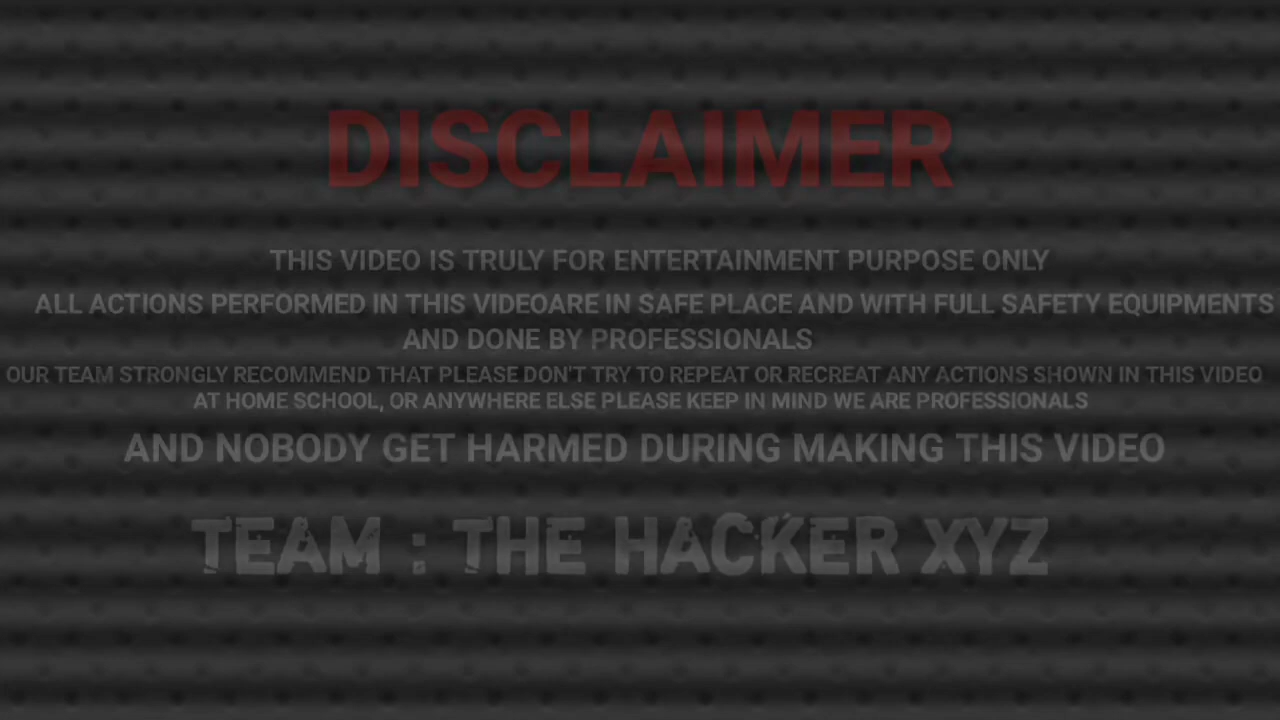 DISCLAIMER
THIS VIDEO IS TRULY FOR ENTERTAINMENT PURPOSE ONLY
ALL ACTIONS PERFORMED IN THIS VIDEOARE IN SAFE PLACE AND WITH FULL SAFETY EQUIPMENTS
AND DONE BY PROFESSIONALS
OUR TEAM STRONGLY RECOMMEND THAT PLEASE DON'T TRY TO REPEAT OR RECREAT ANY ACTIONS SHOWN IN THIS VIDEO
AT HOME SCHOOL, OR ANYWHERE ELSE PLEASE KEEP IN MIND WE ARE PROFESSIONALS
AND NOBODY GET HARMED DURING MAKING THIS VIDEO
TEAM : THE HACKER XYZ